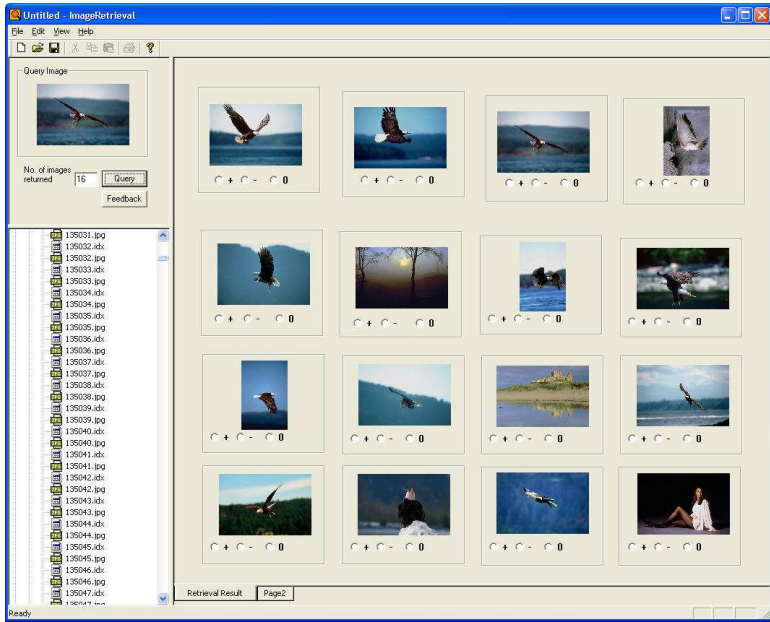 Untitled - ImageRetrieval
File Edit View Help
Query Image
No. of images
returned 16 Query
Feedback
135031.jpg
135032.idx
135032.jpg
135033.idx
135033.jpg
135034.idx
135034.jpg
135035.idx
135035.jpg
135036.idx
135036.jpg
135037.idx
135037.jpg
135038.idx
135038.jpg
135039.idx
135039.jpg
135040.idx
135040.jpg
135041.idx
135041.jpg
135042.idx
135042.jpg
135043.idx
135043.jpg
135044.idx
135044.jpg
135045.idx
135045.jpg
135046.idx
135046.jpg
135047.idx
+ - 0 + - 0 + - 0 + - 0
+ - 0 + - 0 + - 0 + - 0
+ - 0 + - 0 + - 0 + - 0
+ - 0 + - 0 + - 0 + - 0
Retrieval Result Page2
Ready